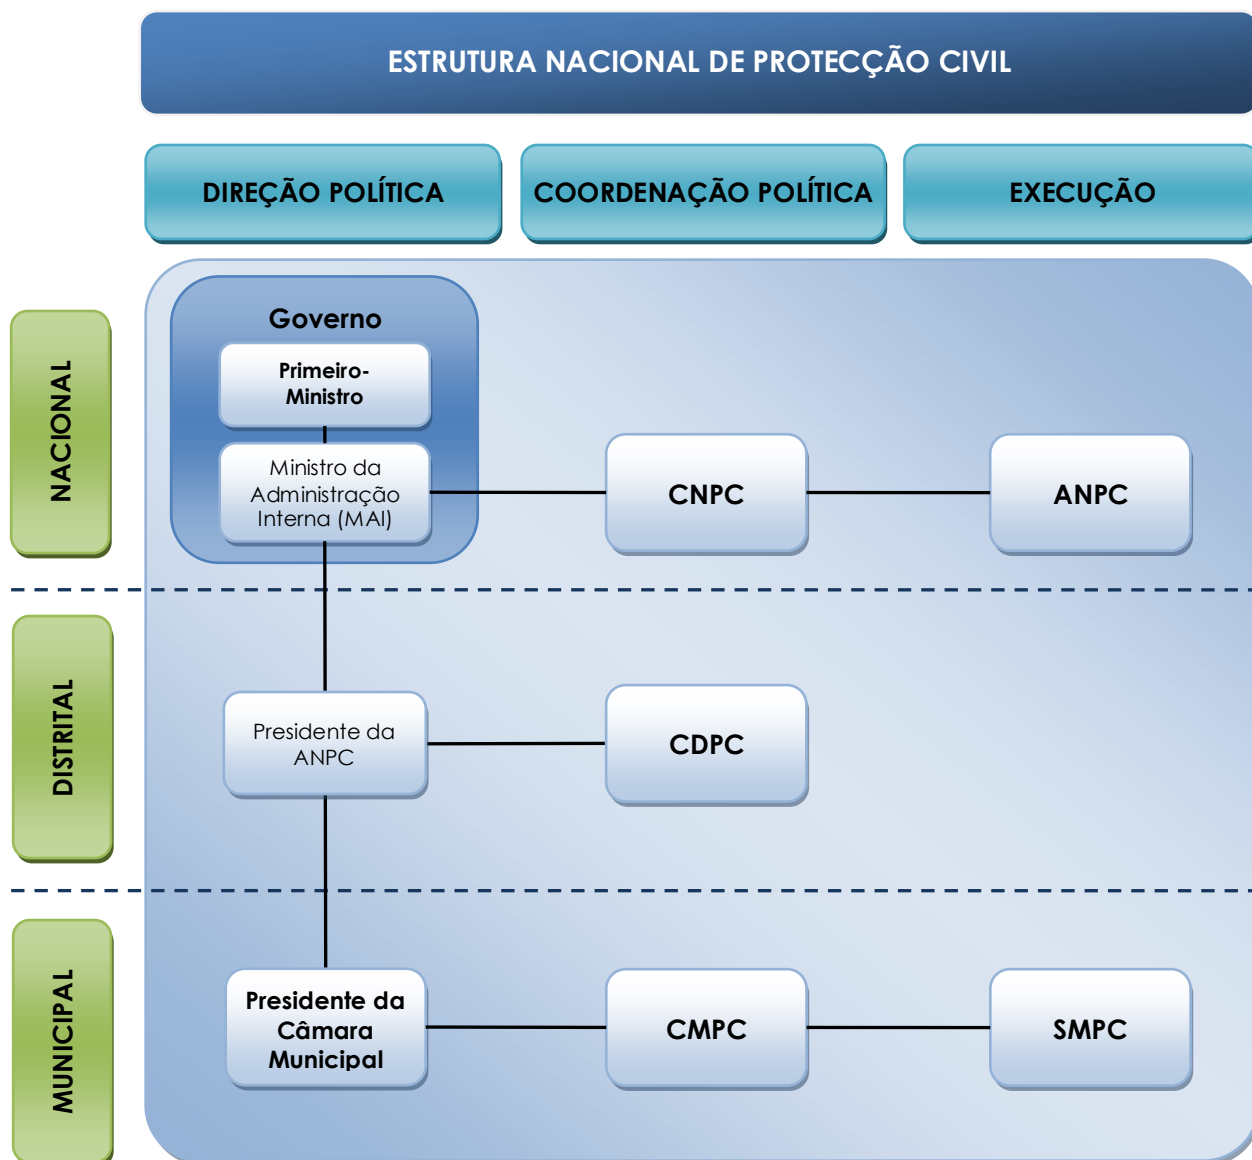 ESTRUTURA NACIONAL DE PROTECÇÃO CIVIL
DIREÇÃO POLÍTICA
COORDENAÇÃO POLÍTICA
EXECUÇÃO
NACIONAL
Governo
Primeiro-
Ministro
Ministro da
Administração
Interna (MAI)
CNPC
ANPC
DISTRITAL
Presidente da
ANPC
CDPC
MUNICIPAL
Presidente da
Câmara
Municipal
CMPC
SMPC